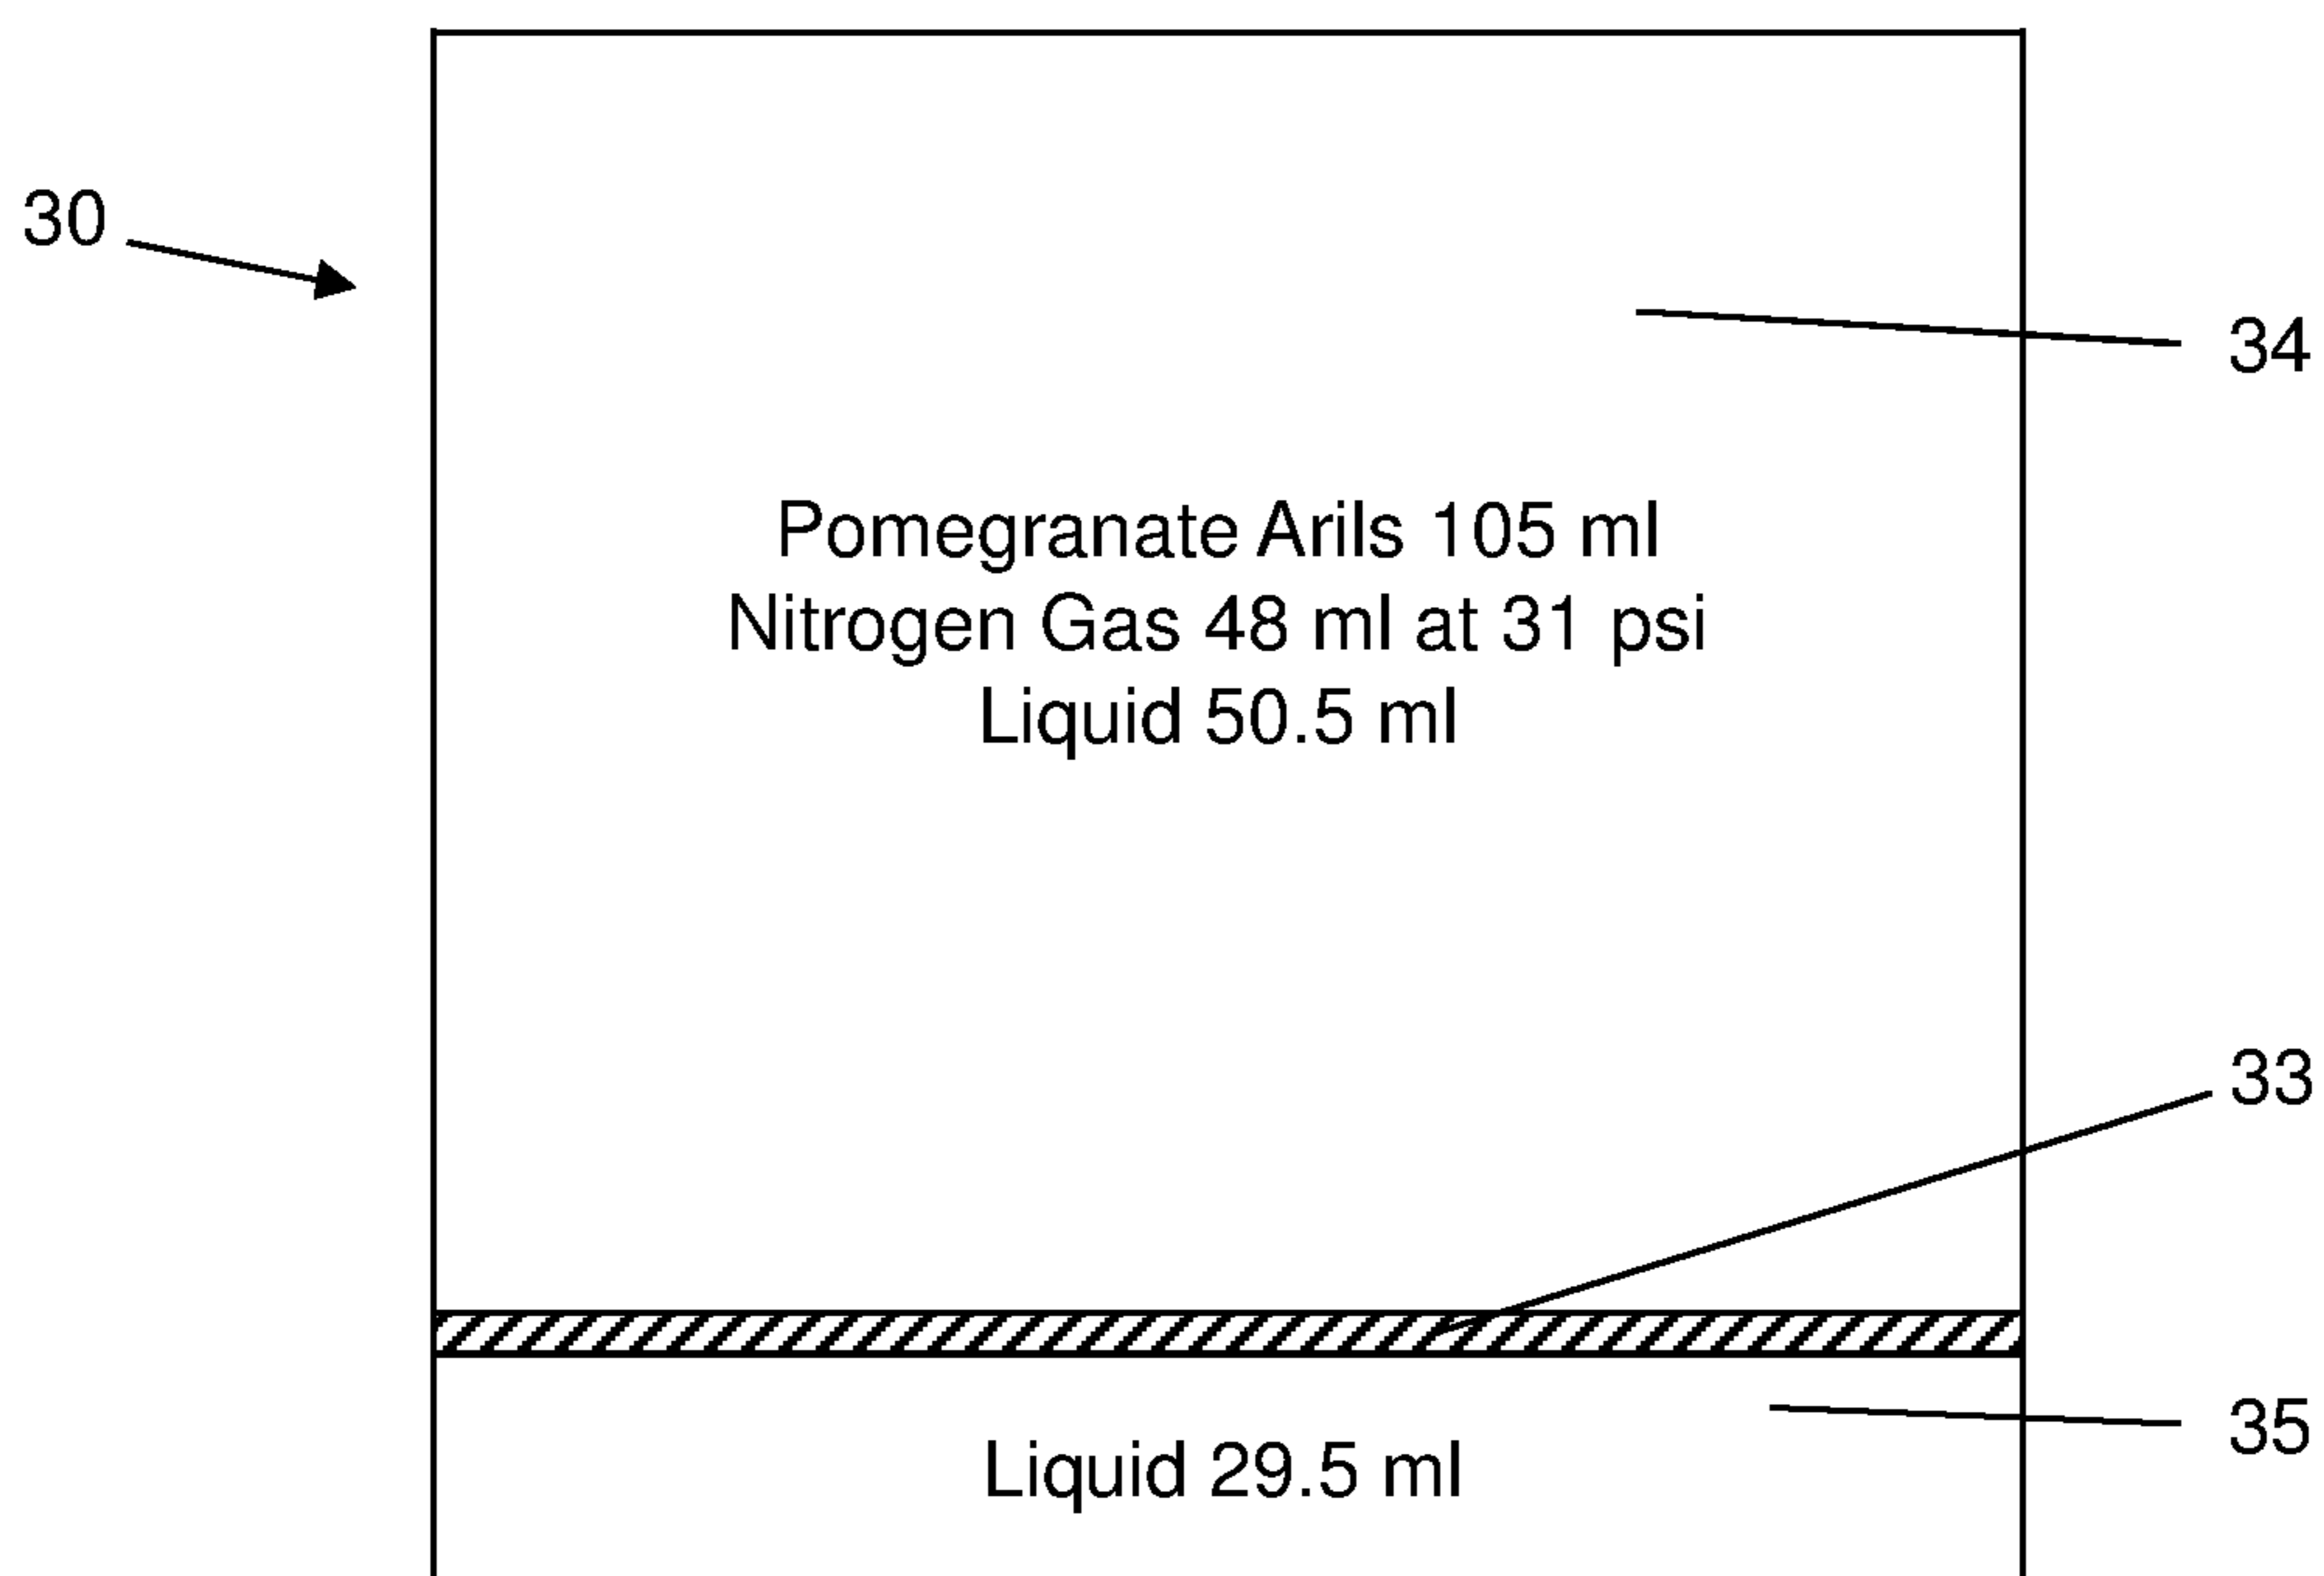 30
34
Pomegranate Arils 105 ml
Nitrogen Gas 48 ml at 31 psi
Liquid 50.5 ml
33
35
Liquid 29.5 ml